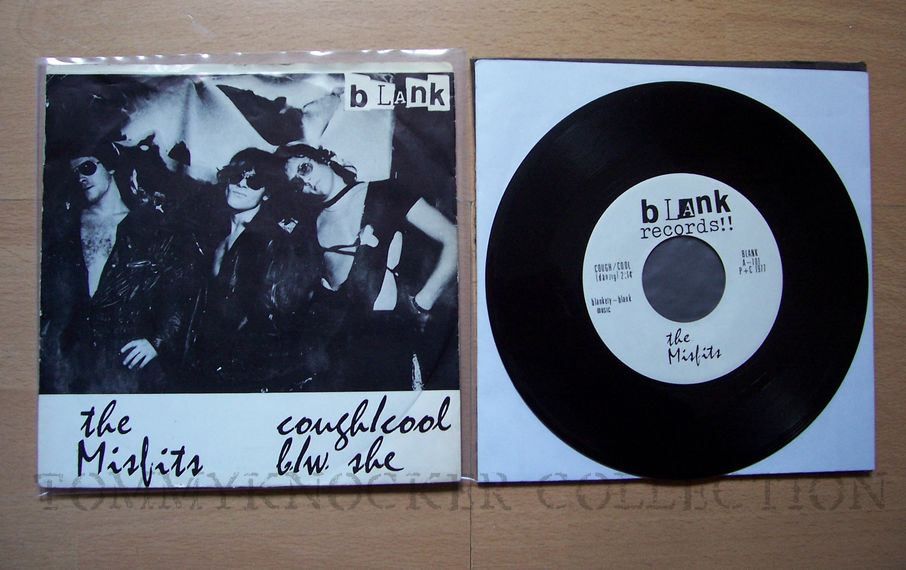 bLAnk
the cough/cool
Misfits b/w. she
bLAnk
records!!
COUGH/COOL
(danzig)
BLANK
A-101
P+C 1977
blankety-blank
music
the
Misfits
TOMMYKNOCKER COLLECTION